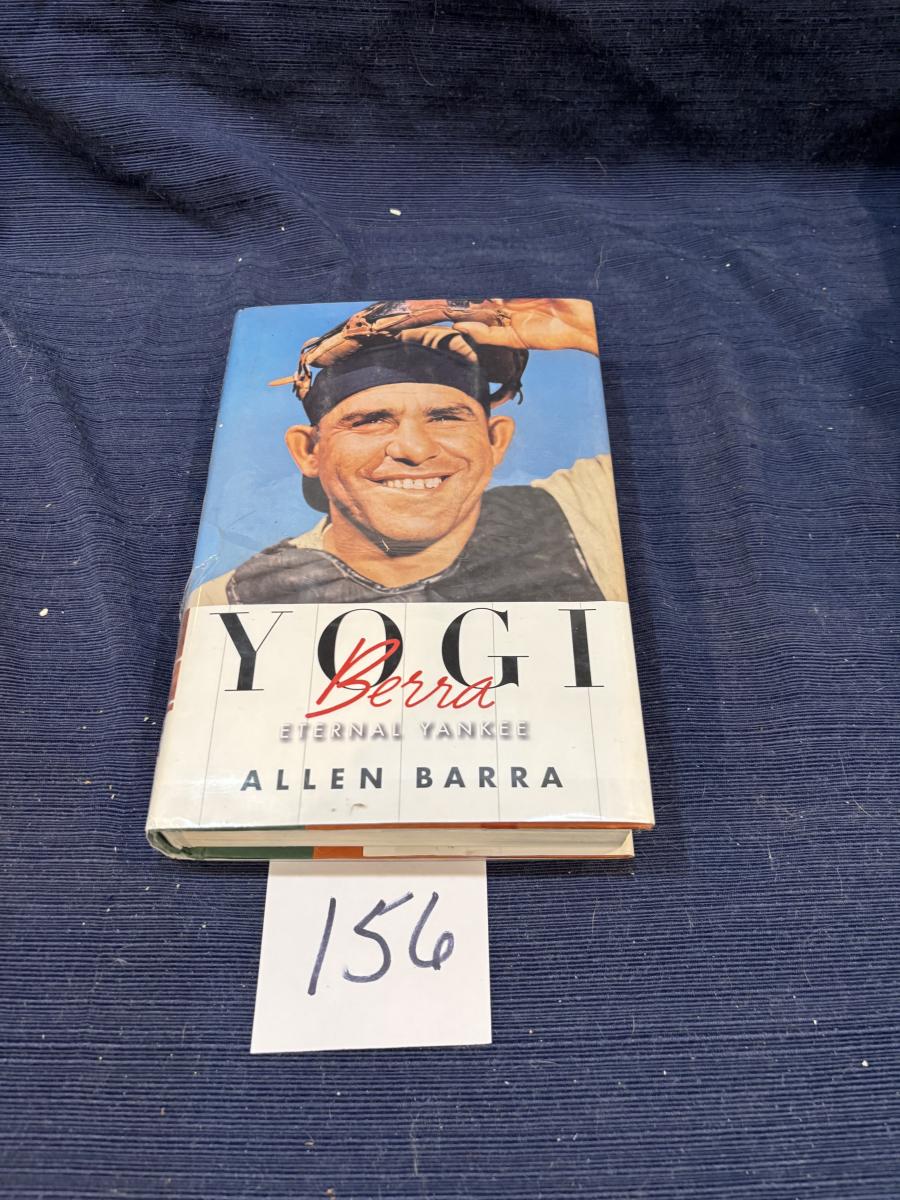 YOGI
Berra
ETERNAL YANKEE
ALLEN BARRA
156